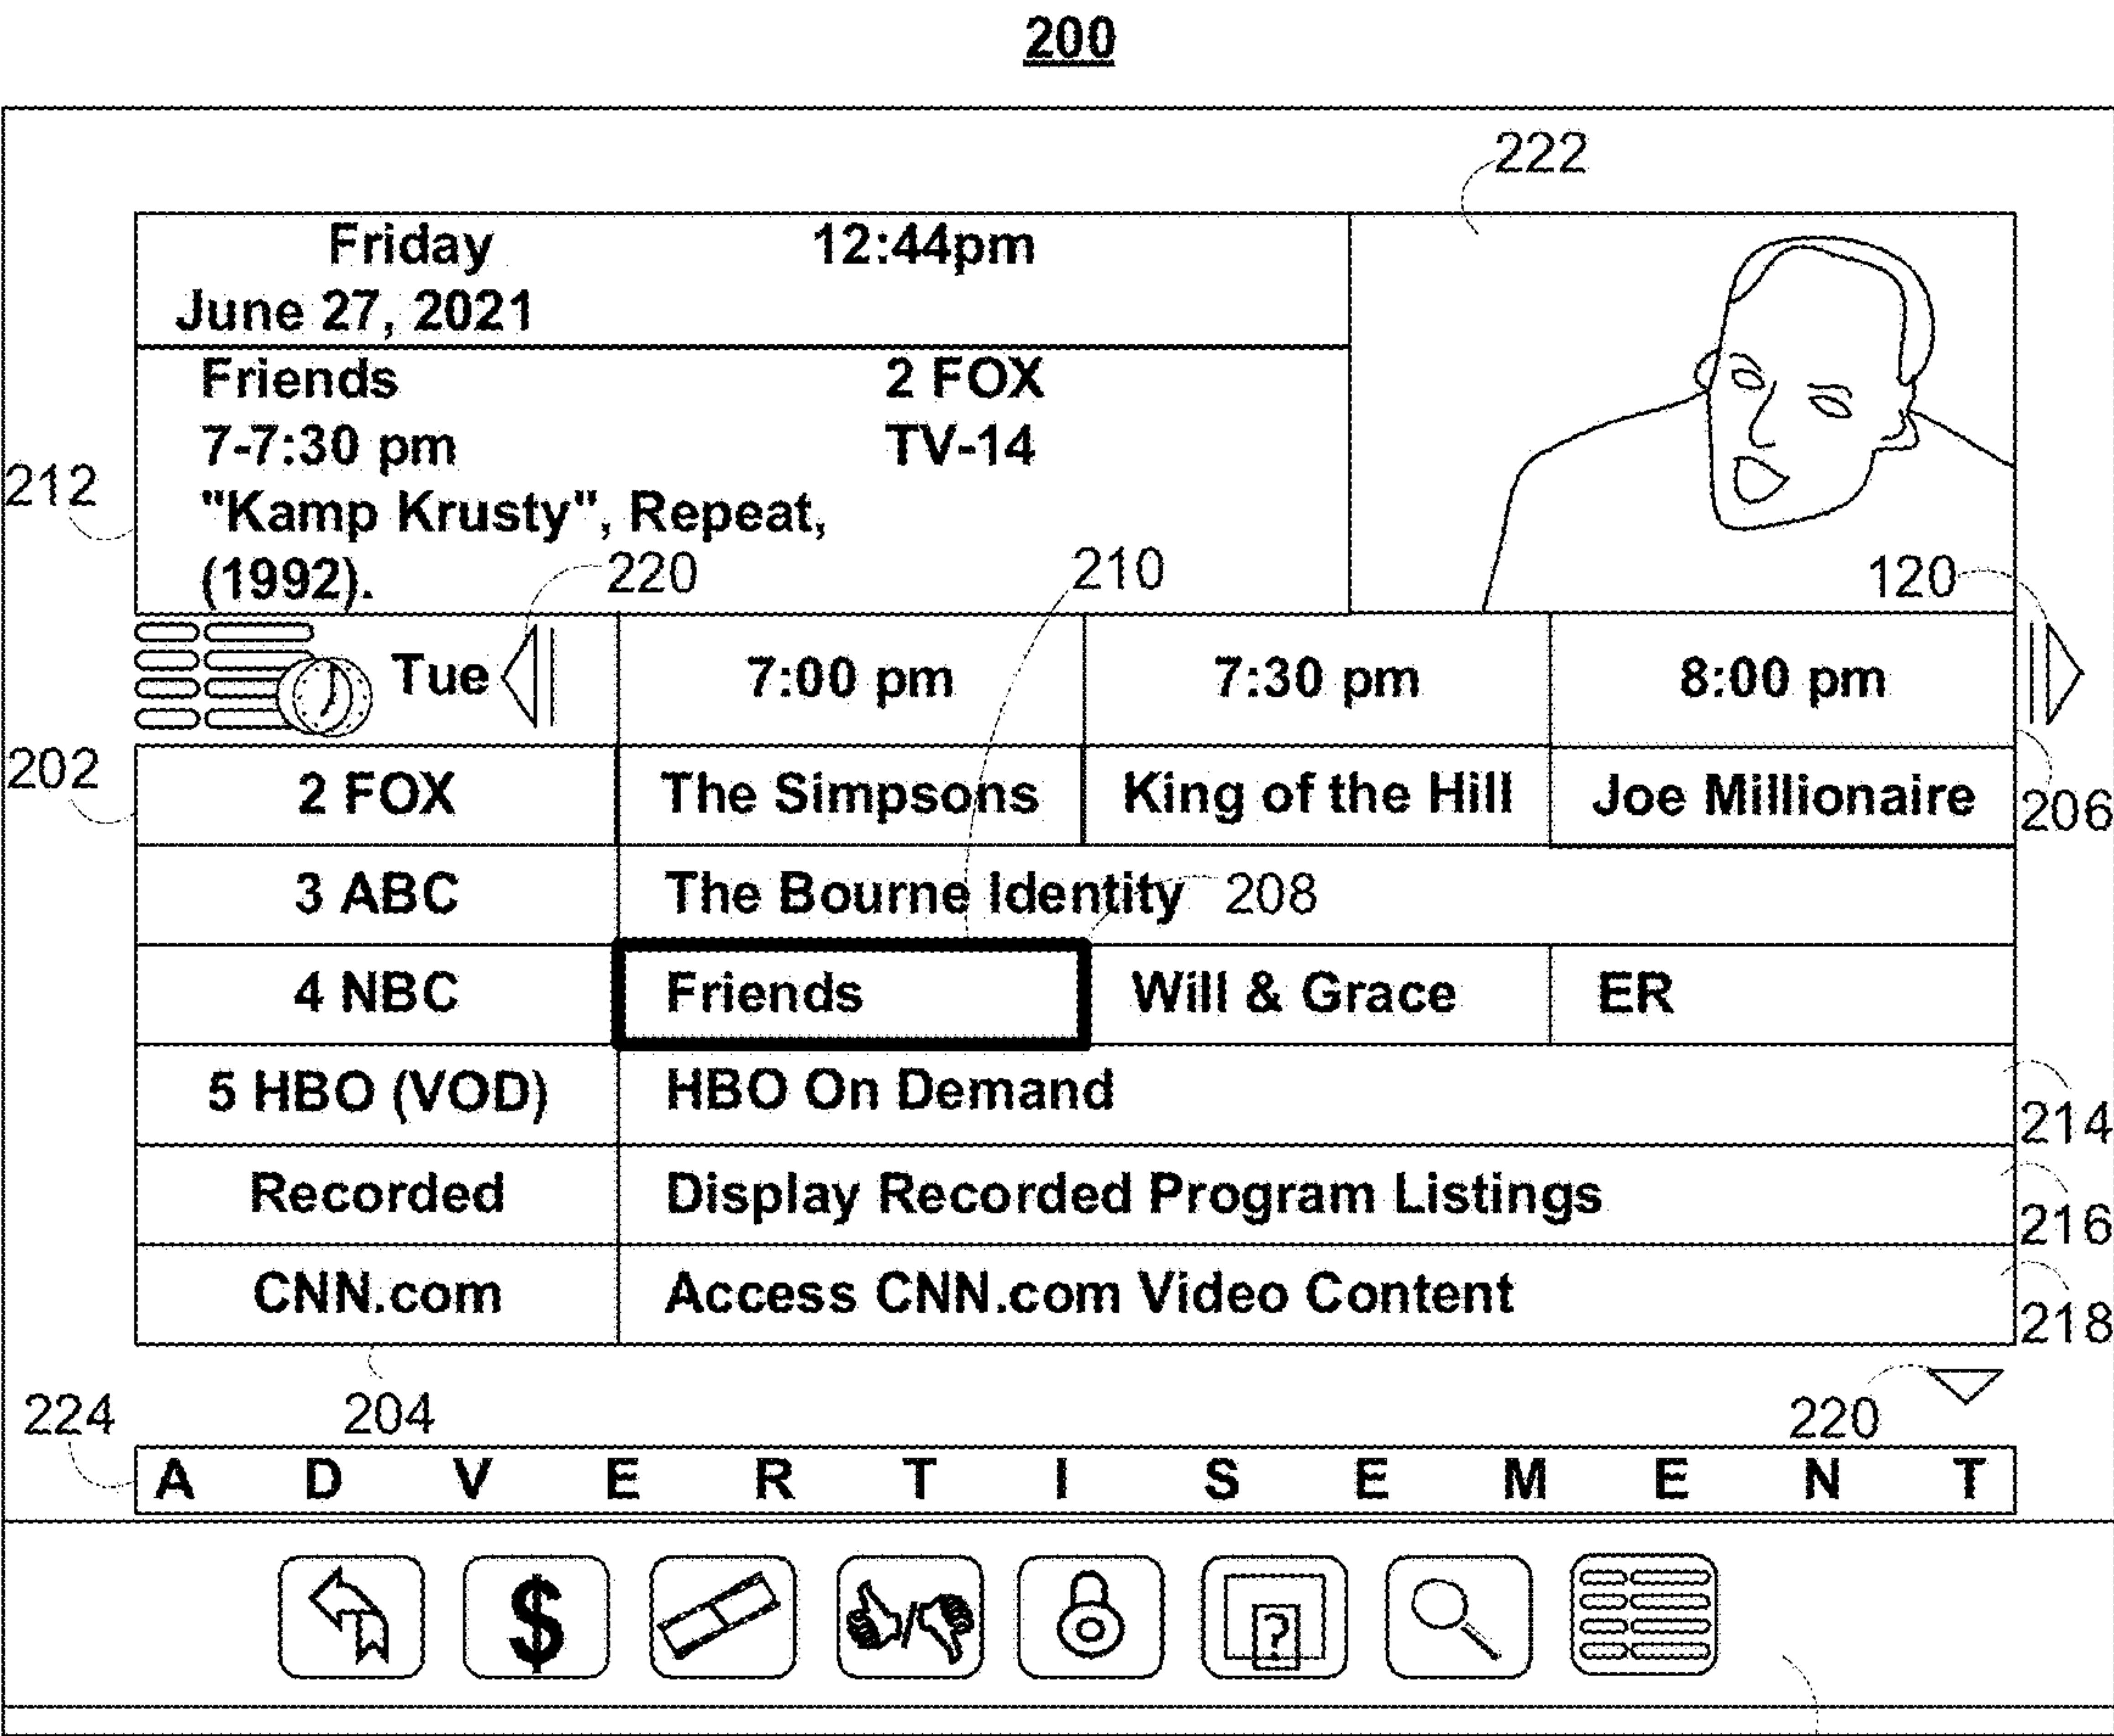 200
222
Friday 12:44pm
June 27, 2021
Friends 2 FOX
7-7:30 pm TV-14
212
"Kamp Krusty", Repeat,
(1992).
220 210 120
Tue 7:00 pm 7:30 pm 8:00 pm
202
2 FOX The Simpsons King of the Hill Joe Millionaire
206
3 ABC The Bourne Identity 208
4 NBC Friends Will & Grace ER
5 HBO (VOD) HBO On Demand
214
Recorded Display Recorded Program Listings
216
CNN.com Access CNN.com Video Content
218
224 204 220
A D V E R T I S E M E N T
$ / ?